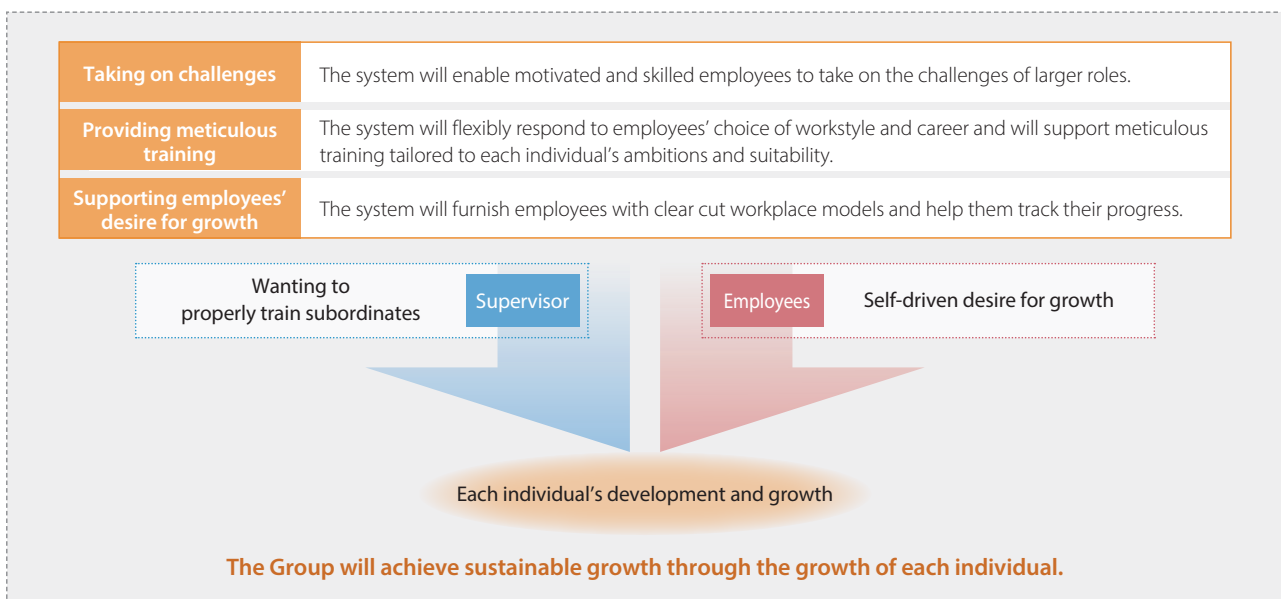 Taking on challenges
The system will enable motivated and skilled employees to take on the challenges of larger roles.
Providing meticulous
training
The system will flexibly respond to employees’ choice of workstyle and career and will support meticulous
training tailored to each individual’s ambitions and suitability.
Supporting employees’
desire for growth
The system will furnish employees with clear cut workplace models and help them track their progress.
Wanting to
properly train subordinates
Supervisor
Employees
Self-driven desire for growth
Each individual’s development and growth
The Group will achieve sustainable growth through the growth of each individual.